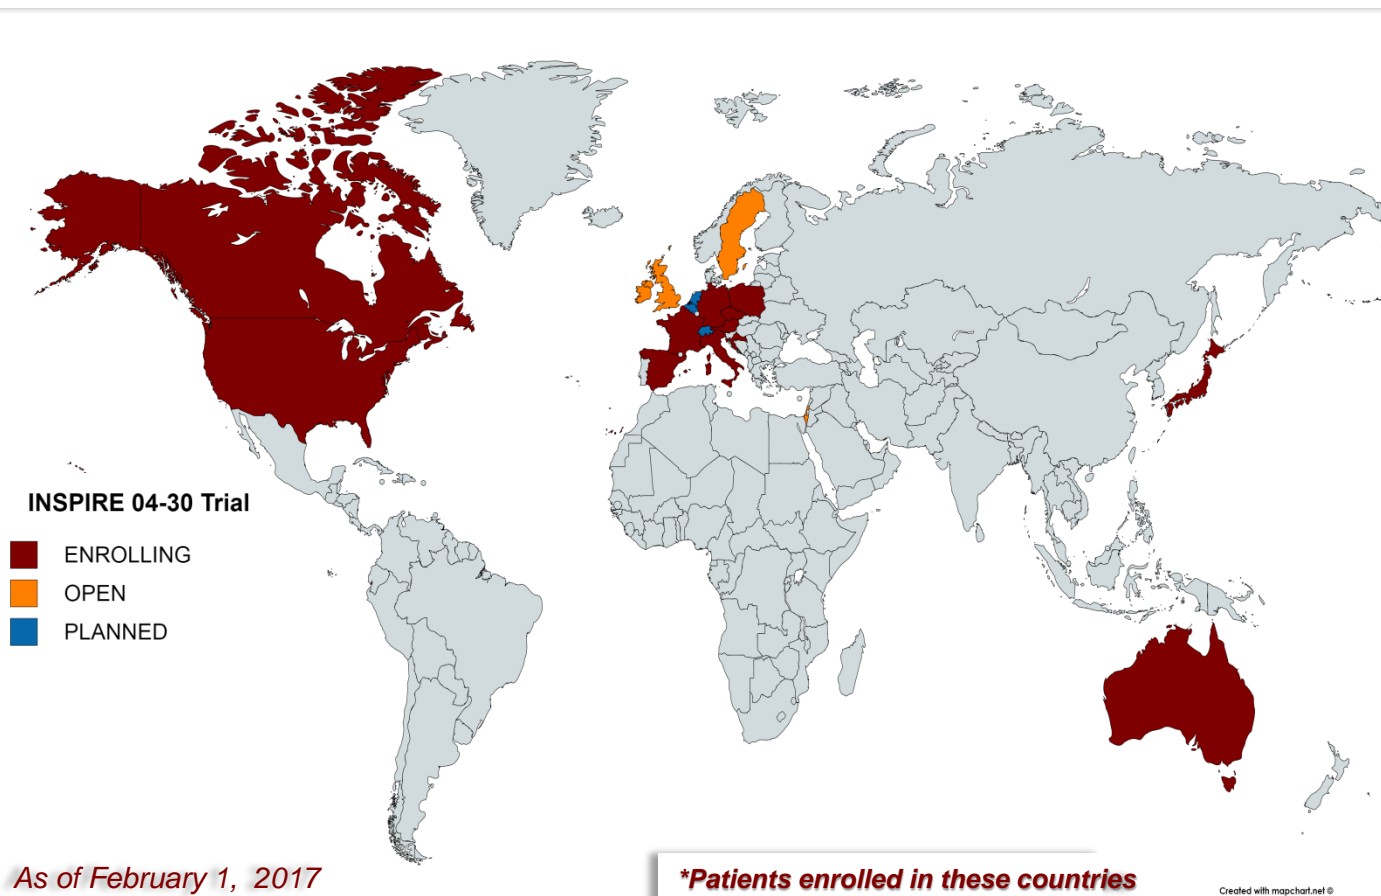 INSPIRE 04-30 Trial
ENROLLING
OPEN
PLANNED
As of February 1, 2017
*Patients enrolled in these countries
Created with mapchart.net ©